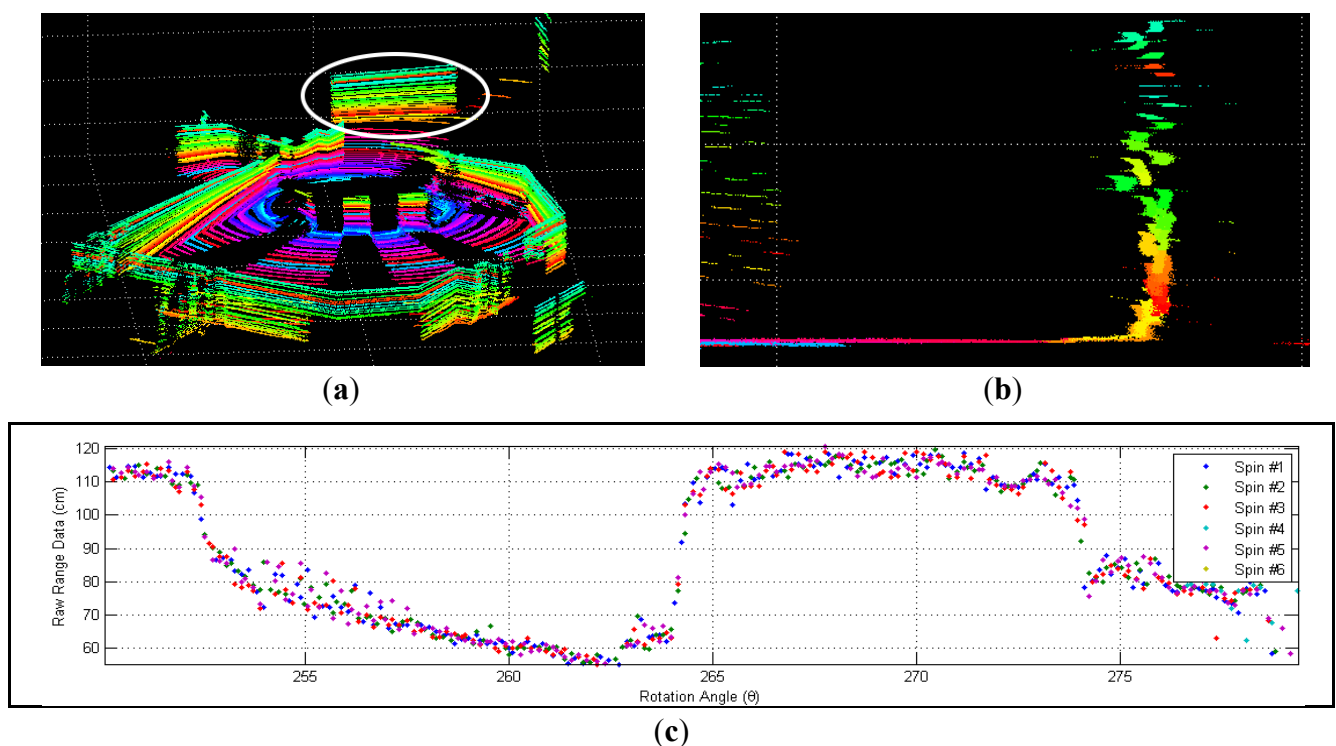 (a)
(b)
120
110
100
90
80
70
60
Raw Range Data (cm)
255
260
265
270
275
Rotation Angle (θ)
Spin #1
Spin #2
Spin #3
Spin #4
Spin #5
Spin #6
(c)